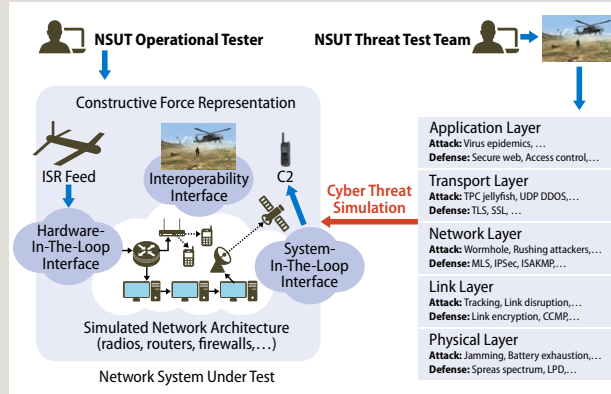 NSUT Operational Tester
NSUT Threat Test Team
Constructive Force Representation
ISR Feed
Interoperability
Interface
C2
Hardware-
In-The-Loop
Interface
System-
In-The-Loop
Interface
Simulated Network Architecture
(radios, routers, firewalls,…)
Network System Under Test
Cyber Threat
Simulation
Application Layer
Attack: Virus epidemics, …
Defense: Secure web, Access control,…
Transport Layer
Attack: TPC jellyfish, UDP DDOS,…
Defense: TLS, SSL, …
Network Layer
Attack: Wormhole, Rushing attackers,…
Defense: MLS, IPSec, ISAKMP,…
Link Layer
Attack: Tracking, Link disruption,…
Defense: Link encryption, CCMP,…
Physical Layer
Attack: Jamming, Battery exhaustion,…
Defense: Spreas spectrum, LPD,…